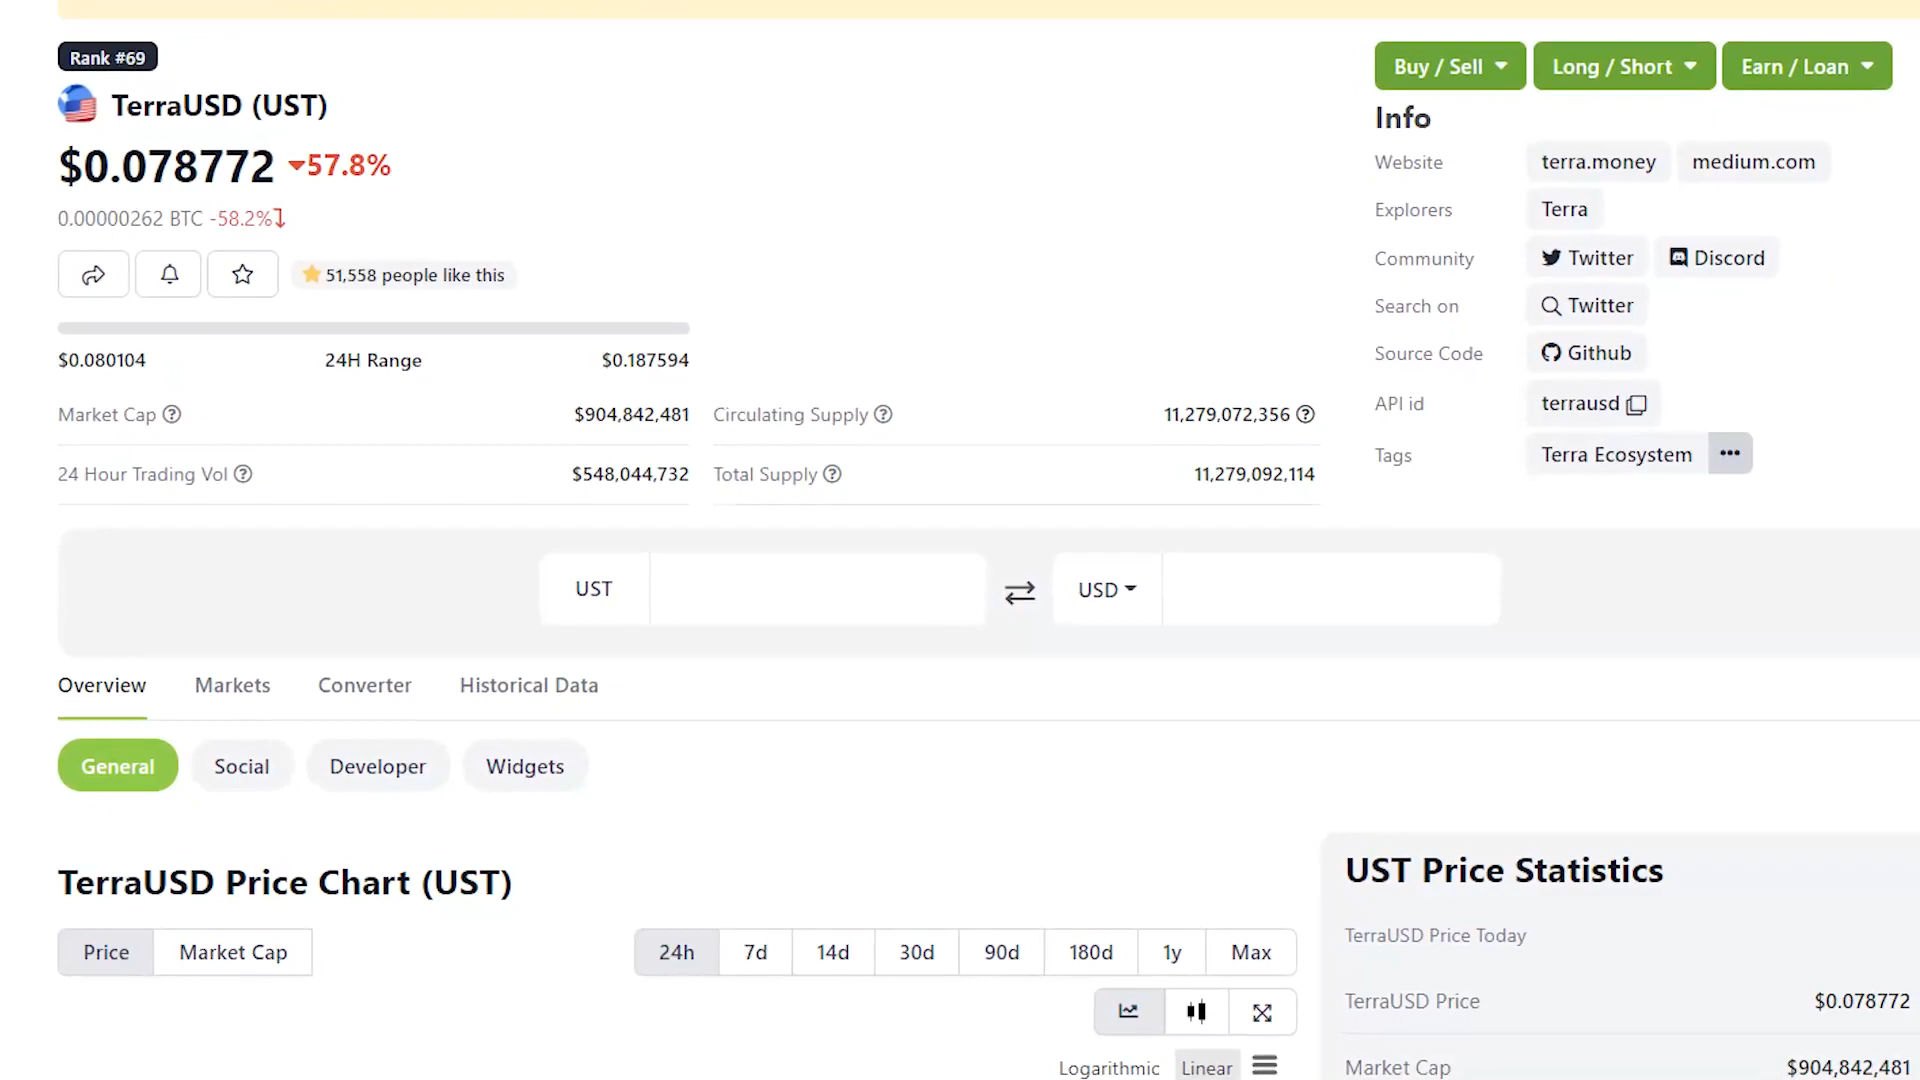 Rank #69
TerraUSD (UST)
$0.078772 57.8%
0.00000262 BTC -58.2%
51,558 people like this
$0.080104 24H Range $0.187594
Market Cap $904,842,481
24 Hour Trading Vol $548,044,732
Circulating Supply 11,279,072,356
Total Supply 11,279,092,114
Buy / Sell Long / Short Earn / Loan
Info
Website terra.money medium.com
Explorers Terra
Community Twitter Discord
Search on Twitter
Source Code Github
API id terrausd
Tags Terra Ecosystem
UST USD
Overview Markets Converter Historical Data
General Social Developer Widgets
TerraUSD Price Chart (UST)
Price Market Cap 24h 7d 14d 30d 90d 180d 1y Max
Logarithmic Linear
UST Price Statistics
TerraUSD Price Today
TerraUSD Price $0.078772
Market Cap $904,842,481